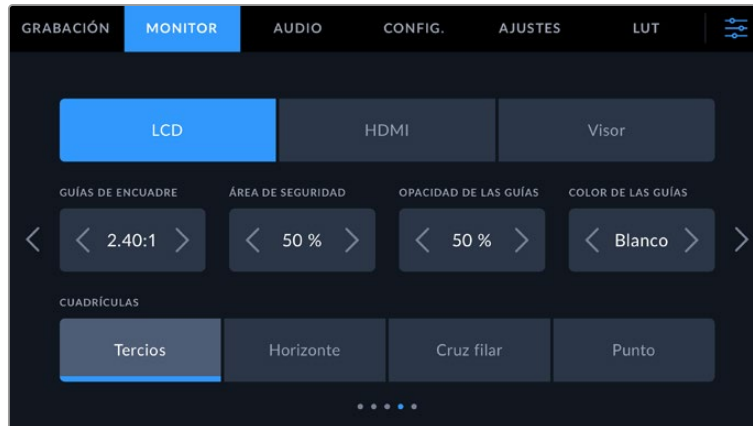 GRABACIÓN MONITOR AUDIO CONFIG. AJUSTES LUT
LCD HDMI Visor
GUÍAS DE ENCUADRE ÁREA DE SEGURIDAD OPACIDAD DE LAS GUÍAS COLOR DE LAS GUÍAS
2.40:1 50 % 50 % Blanco
CUADRÍCULAS
Tercios Horizonte Cruz filar Punto